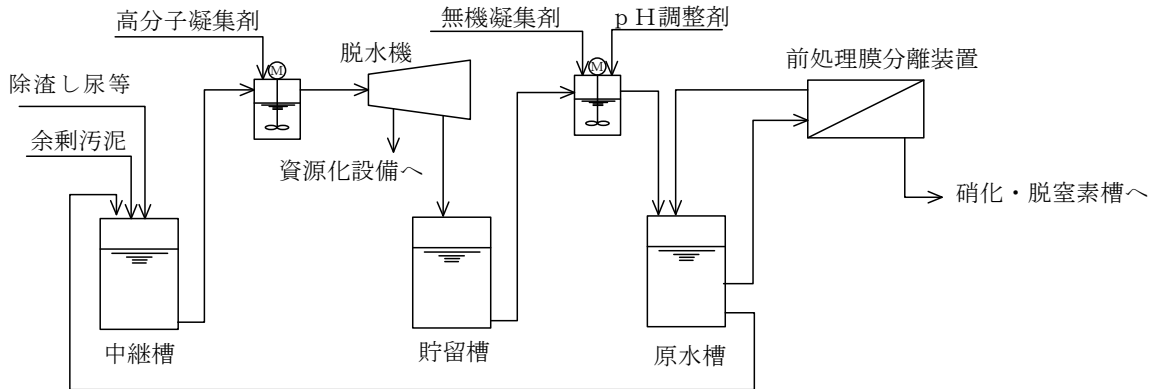 高分子凝集剤
無機凝集剤
pH調整剤
脱水機
前処理膜分離装置
除渣し尿等
M
M
余剰汚泥
資源化設備へ
硝化・脱窒素槽へ
中継槽
貯留槽
原水槽